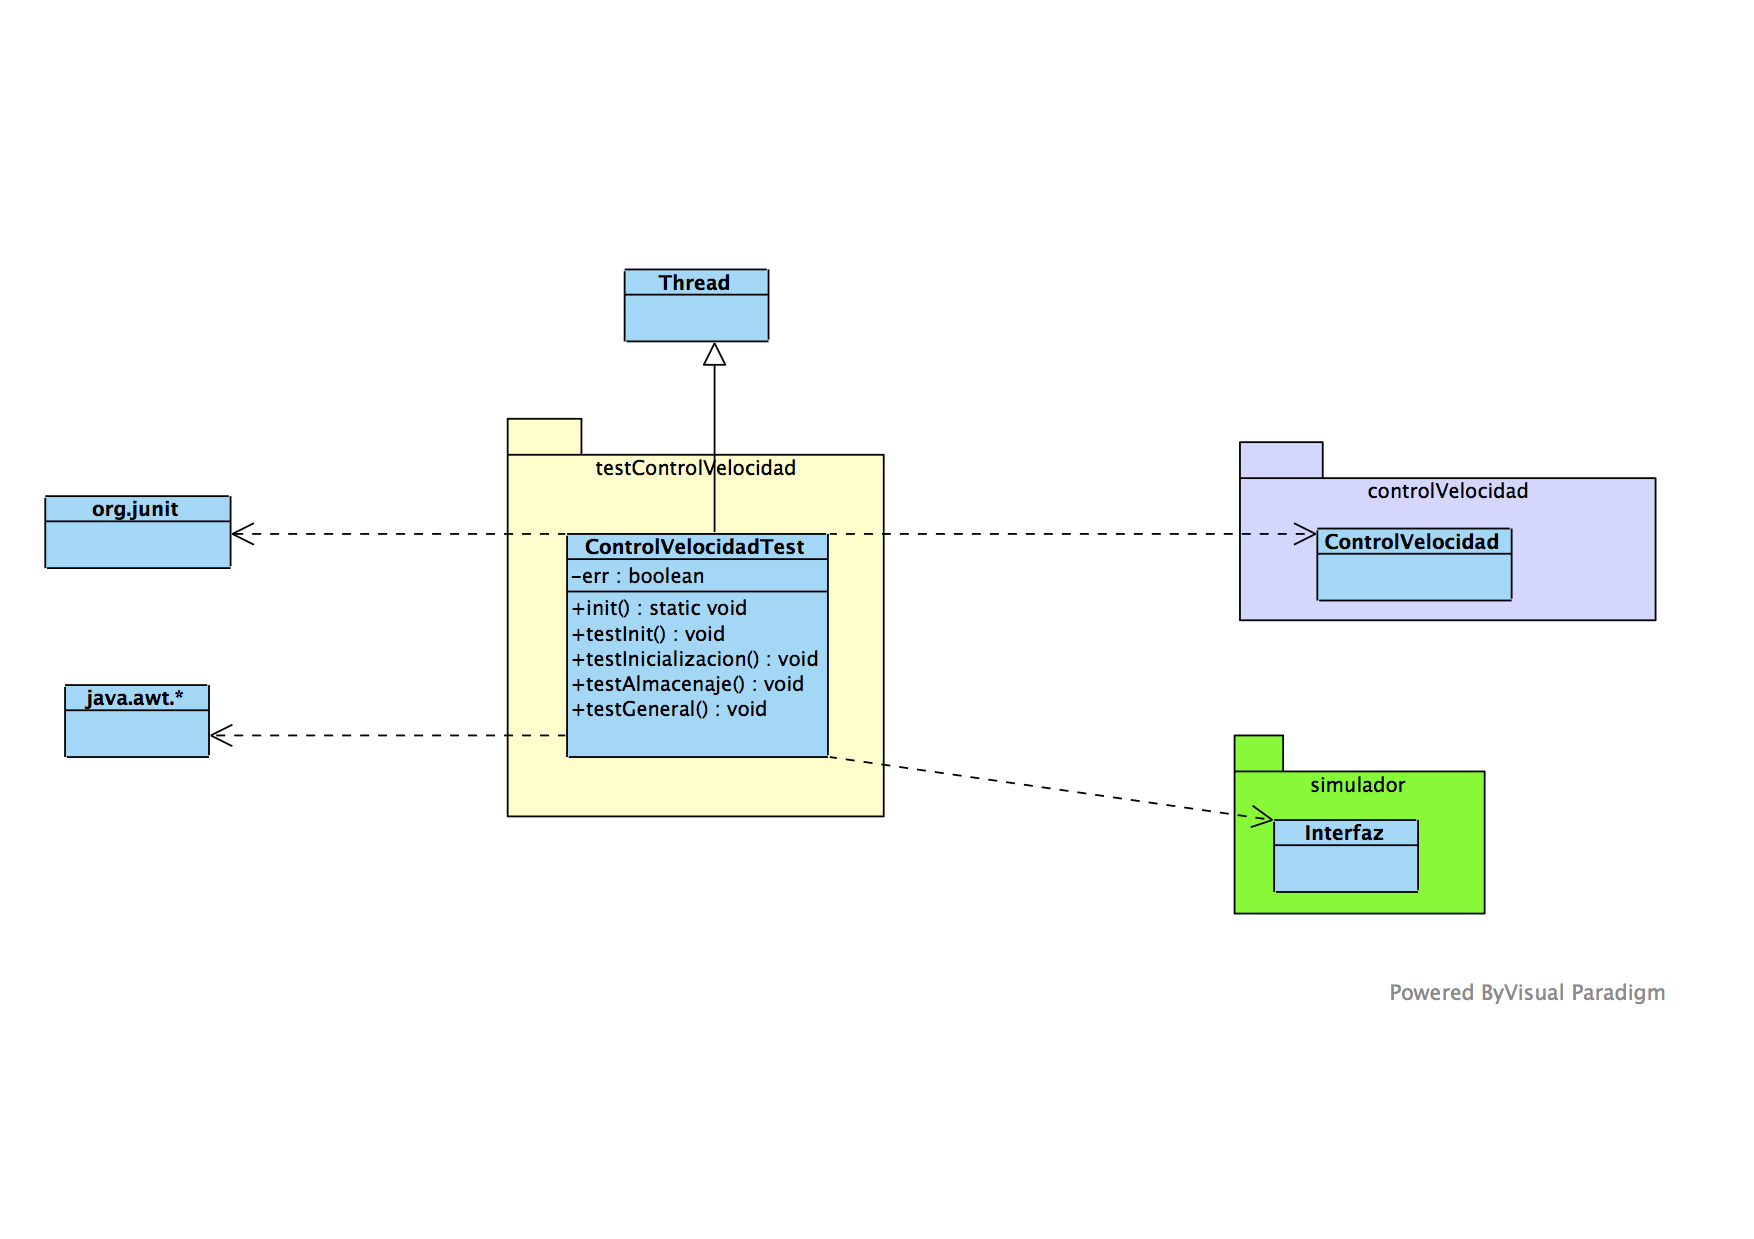 Thread
testControlVelocidad
controlVelocidad
org.junit
ControlVelocidad
ControlVelocidadTest
-err : boolean
+init() : static void
+testInit() : void
+testInicializacion() : void
+testAlmacenaje() : void
+testGeneral() : void
java.awt.*
simulador
Interfaz
Powered ByVisual Paradigm